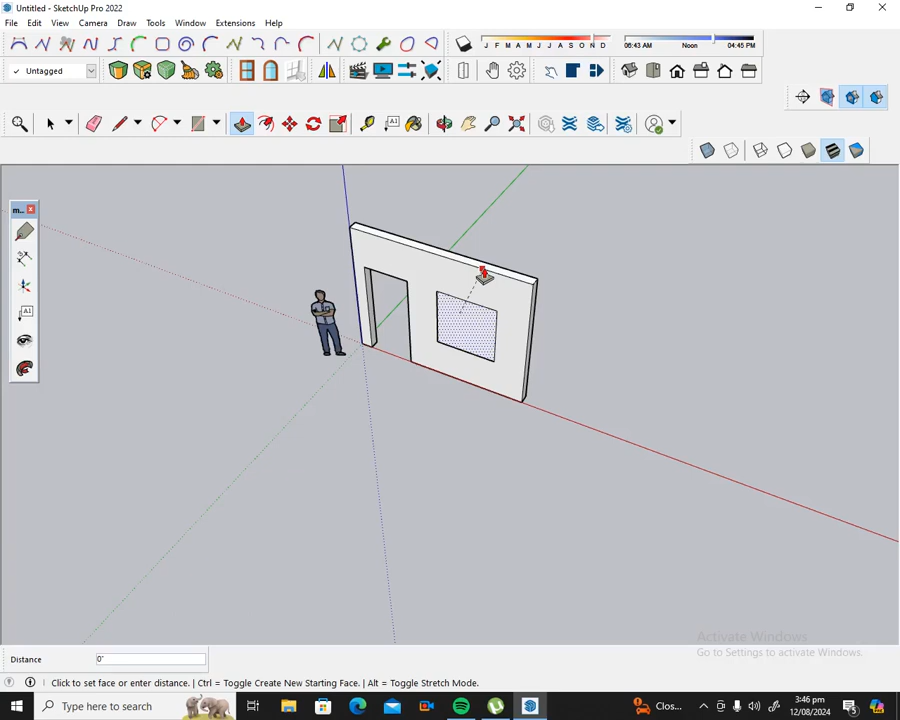 Untitled - SketchUp Pro 2022
File Edit View Camera Draw Tools Window Extensions Help
J F M A M J J A S O N D
06:43 AM Noon 04:45 PM
✓ Untagged
m...
A1
Activate Windows
Go to Settings to activate Windows.
Distance 0"
Click to set face or enter distance. | Ctrl = Toggle Create New Starting Face. | Alt = Toggle Stretch Mode.
Type here to search
Clos...
3:46 pm
12/08/2024
5